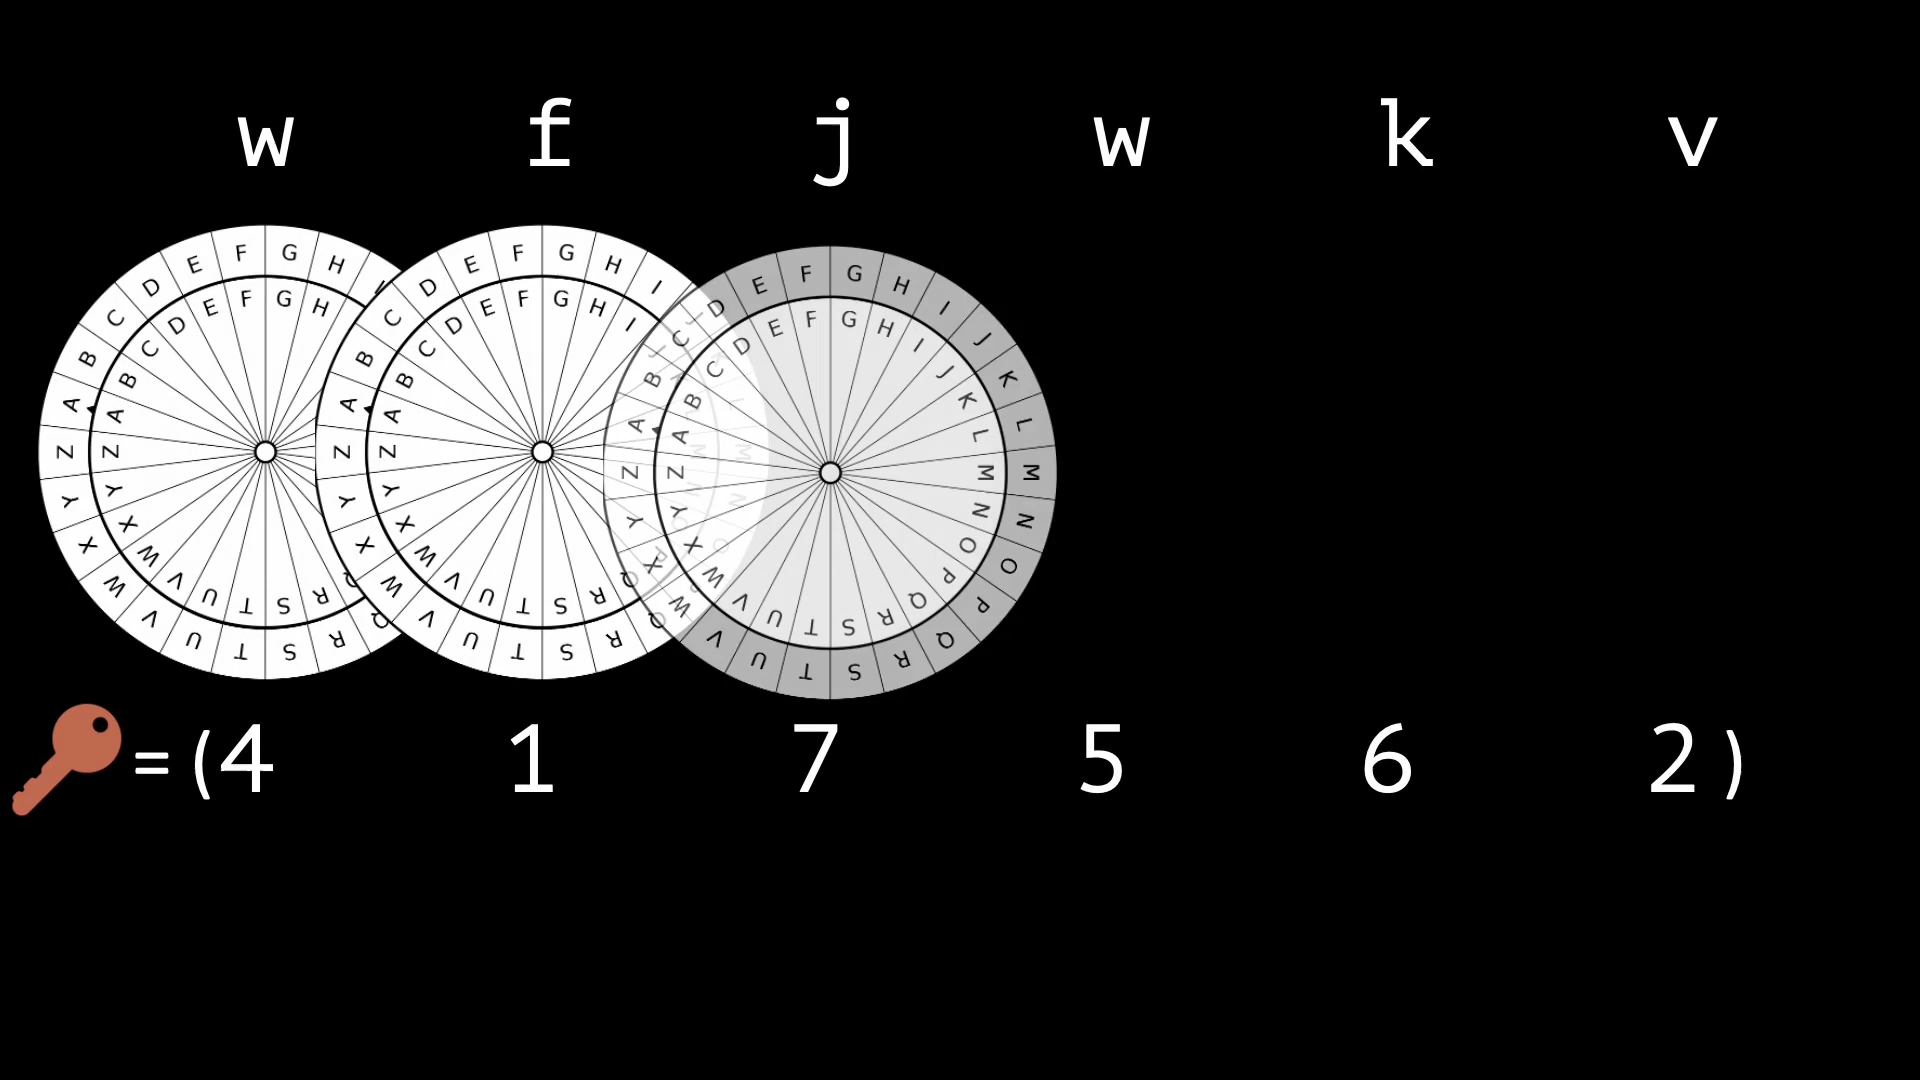 w f j w k v
A B C D E F G H I
A B C D E F G H
Q R S T U V W X Y Z
Q R S T U V W X Y Z
A B C D E F G H I
A B C D E F G H I
Q R S T U V W X Y Z
R S T U V W X Y Z
A B C D E F G H I J K L M N O P Q R S T U V W X Y Z
A B C D E F G H I J K L M N O P Q R S T U V W X Y Z
= (4 1 7 5 6 2 )